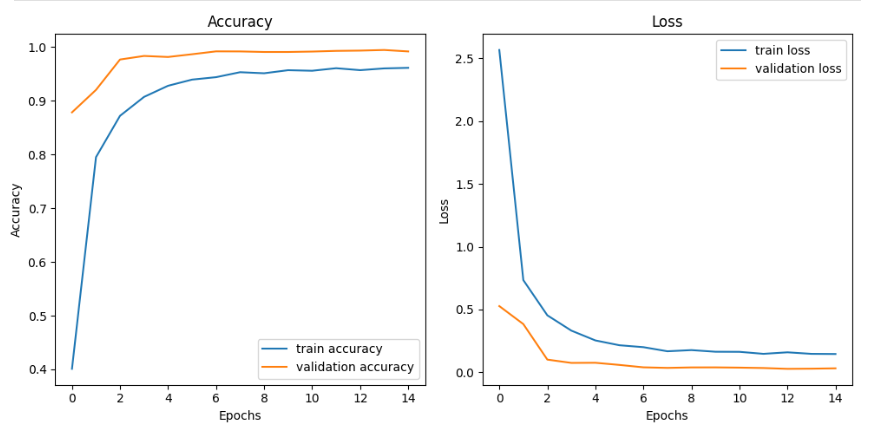 Accuracy
1.0
0.9
0.8
0.7
0.6
0.5
0.4
Accuracy
0 2 4 6 8 10 12 14
Epochs
train accuracy
validation accuracy
Loss
2.5
2.0
1.5
1.0
0.5
0.0
Loss
0 2 4 6 8 10 12 14
Epochs
train loss
validation loss